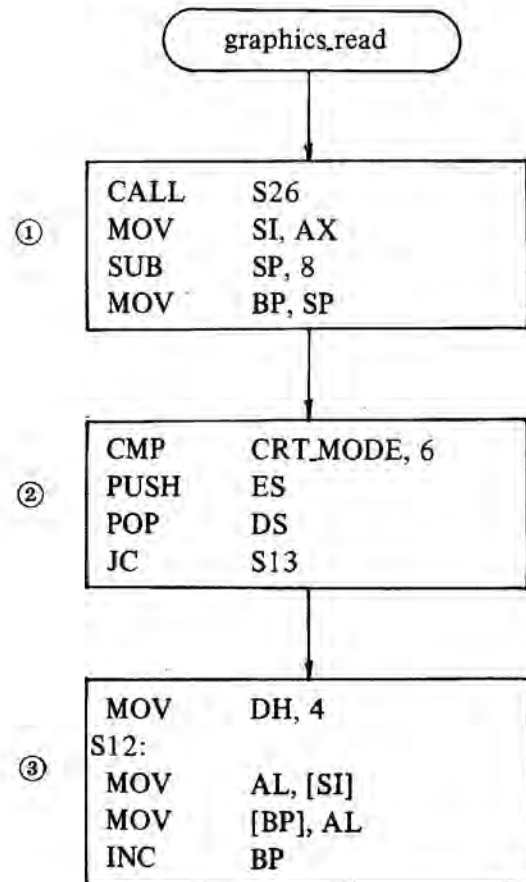 graphics_read
①
CALL S26
MOV SI, AX
SUB SP, 8
MOV BP, SP
②
CMP CRT_MODE, 6
PUSH ES
POP DS
JC S13
③
MOV DH, 4
S12:
MOV AL, [SI]
MOV [BP], AL
INC BP